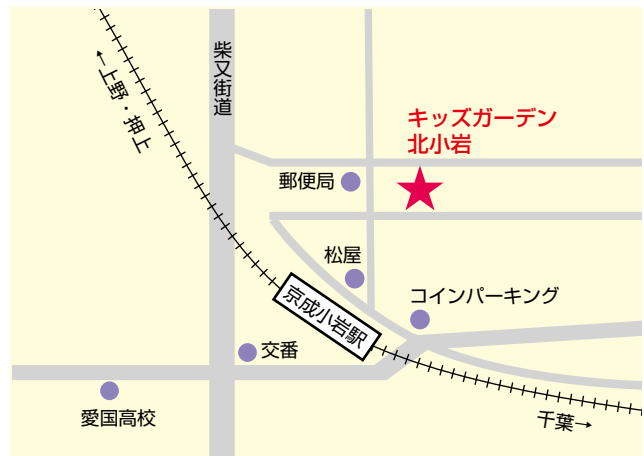 柴又街道
←上野・押上
キッズガーデン
北小岩
郵便局
松屋
コインパーキング
京成小岩駅
交番
愛国高校
千葉→